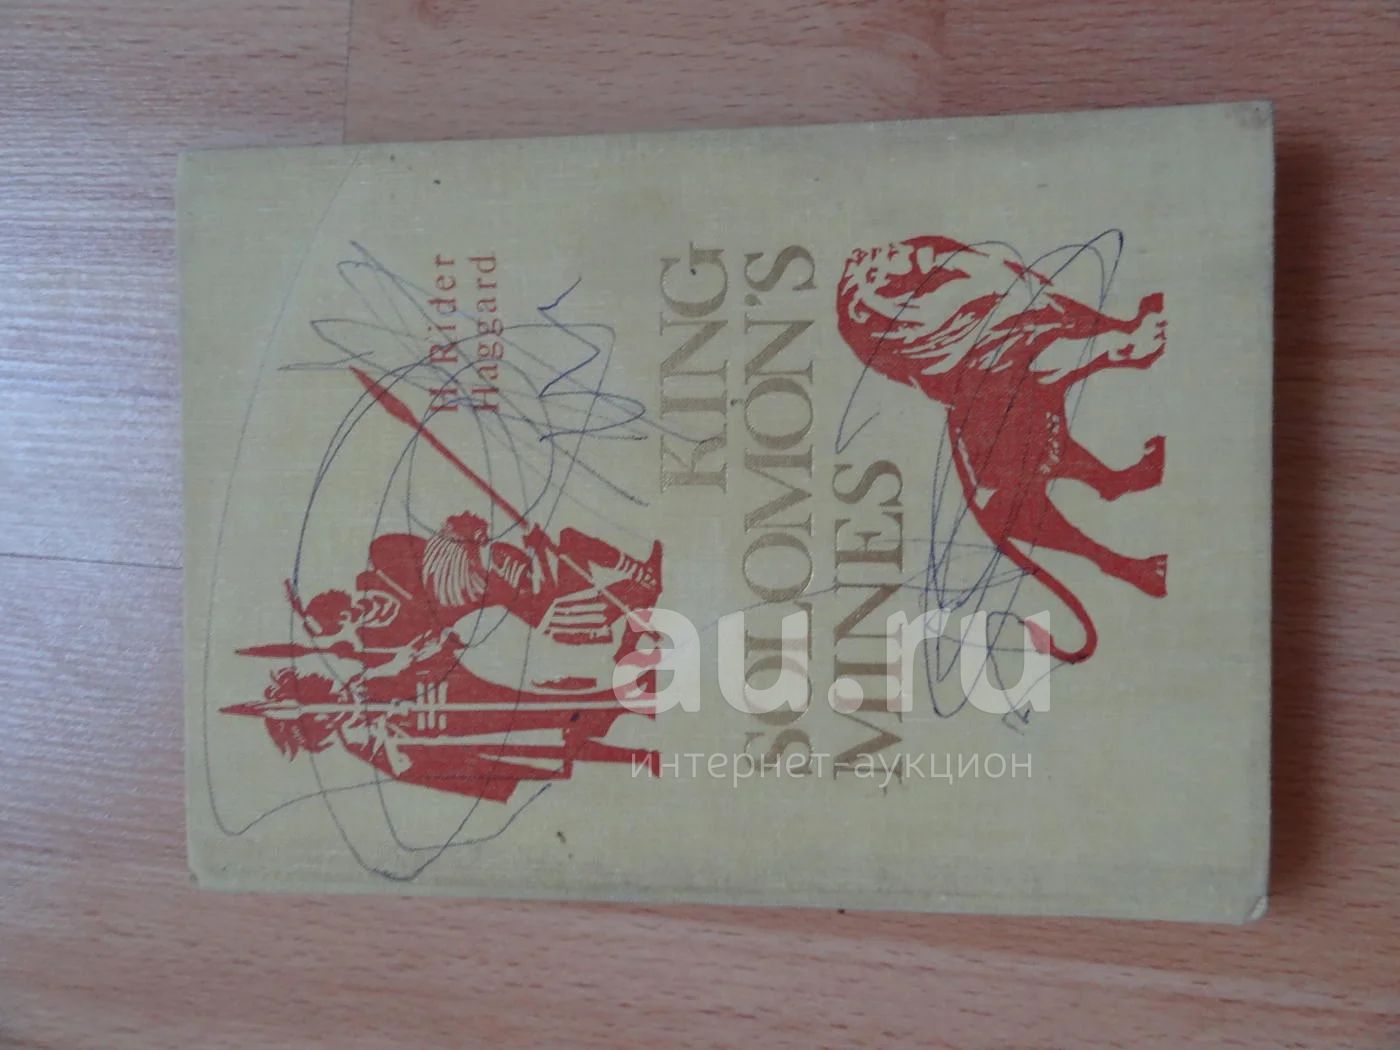 H. Rider
Haggard
KING
SOLOMON'S
MINES
au.ru
интернет-аукцион